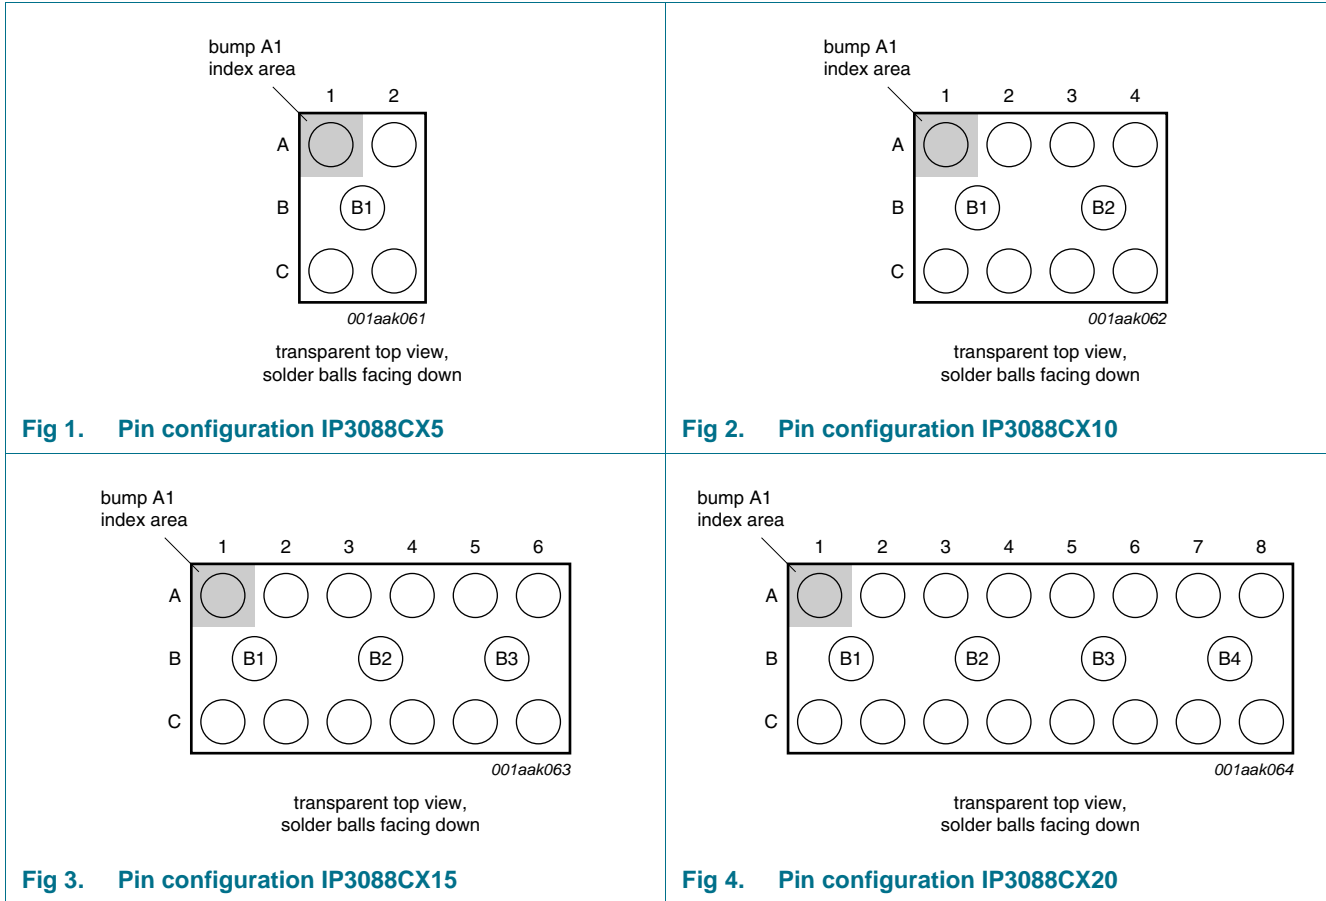 bump A1
index area
1 2
A
B B1
C
001aak061
transparent top view,
solder balls facing down
Fig 1. Pin configuration IP3088CX5
bump A1
index area
1 2 3 4
A
B B1 B2
C
001aak062
transparent top view,
solder balls facing down
Fig 2. Pin configuration IP3088CX10
bump A1
index area
1 2 3 4 5 6
A
B B1 B2 B3
C
001aak063
transparent top view,
solder balls facing down
Fig 3. Pin configuration IP3088CX15
bump A1
index area
1 2 3 4 5 6 7 8
A
B B1 B2 B3 B4
C
001aak064
transparent top view,
solder balls facing down
Fig 4. Pin configuration IP3088CX20